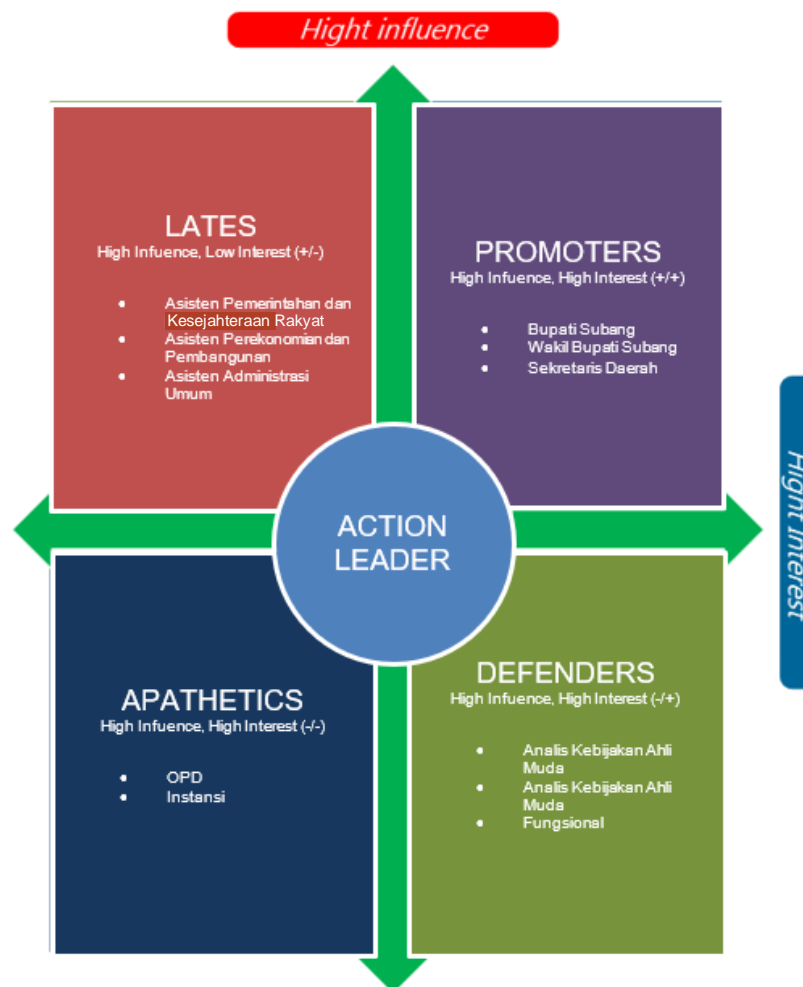 Hight influence
LATES
High Infuence, Low Interest (+/-)
Asisten Pemerintahan dan
Kesejahteraan Rakyat
Asisten Perekonomian dan
Pembangunan
Asisten Administrasi
Umum
PROMOTERS
High Infuence, High Interest (+/+)
Bupati Subang
Wakil Bupati Subang
Sekretaris Daerah
Hight Interest
ACTION
LEADER
APATHETICS
High Infuence, High Interest (-/-)
OPD
Instansi
DEFENDERS
High Infuence, High Interest (-/+)
Analis Kebijakan Ahli
Muda
Analis Kebijakan Ahli
Muda
Fungsional